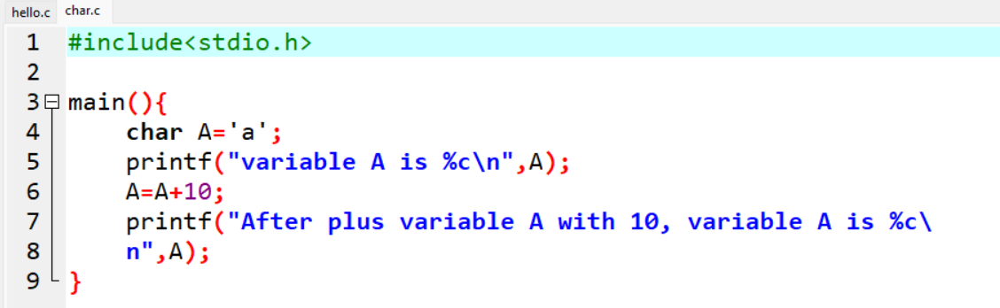 hello.c char.c
1 #include<stdio.h>
2
3 main(){
4     char A='a';
5     printf("variable A is %c\n",A);
6     A=A+10;
7     printf("After plus variable A with 10, variable A is %c\
8     n",A);
9 }